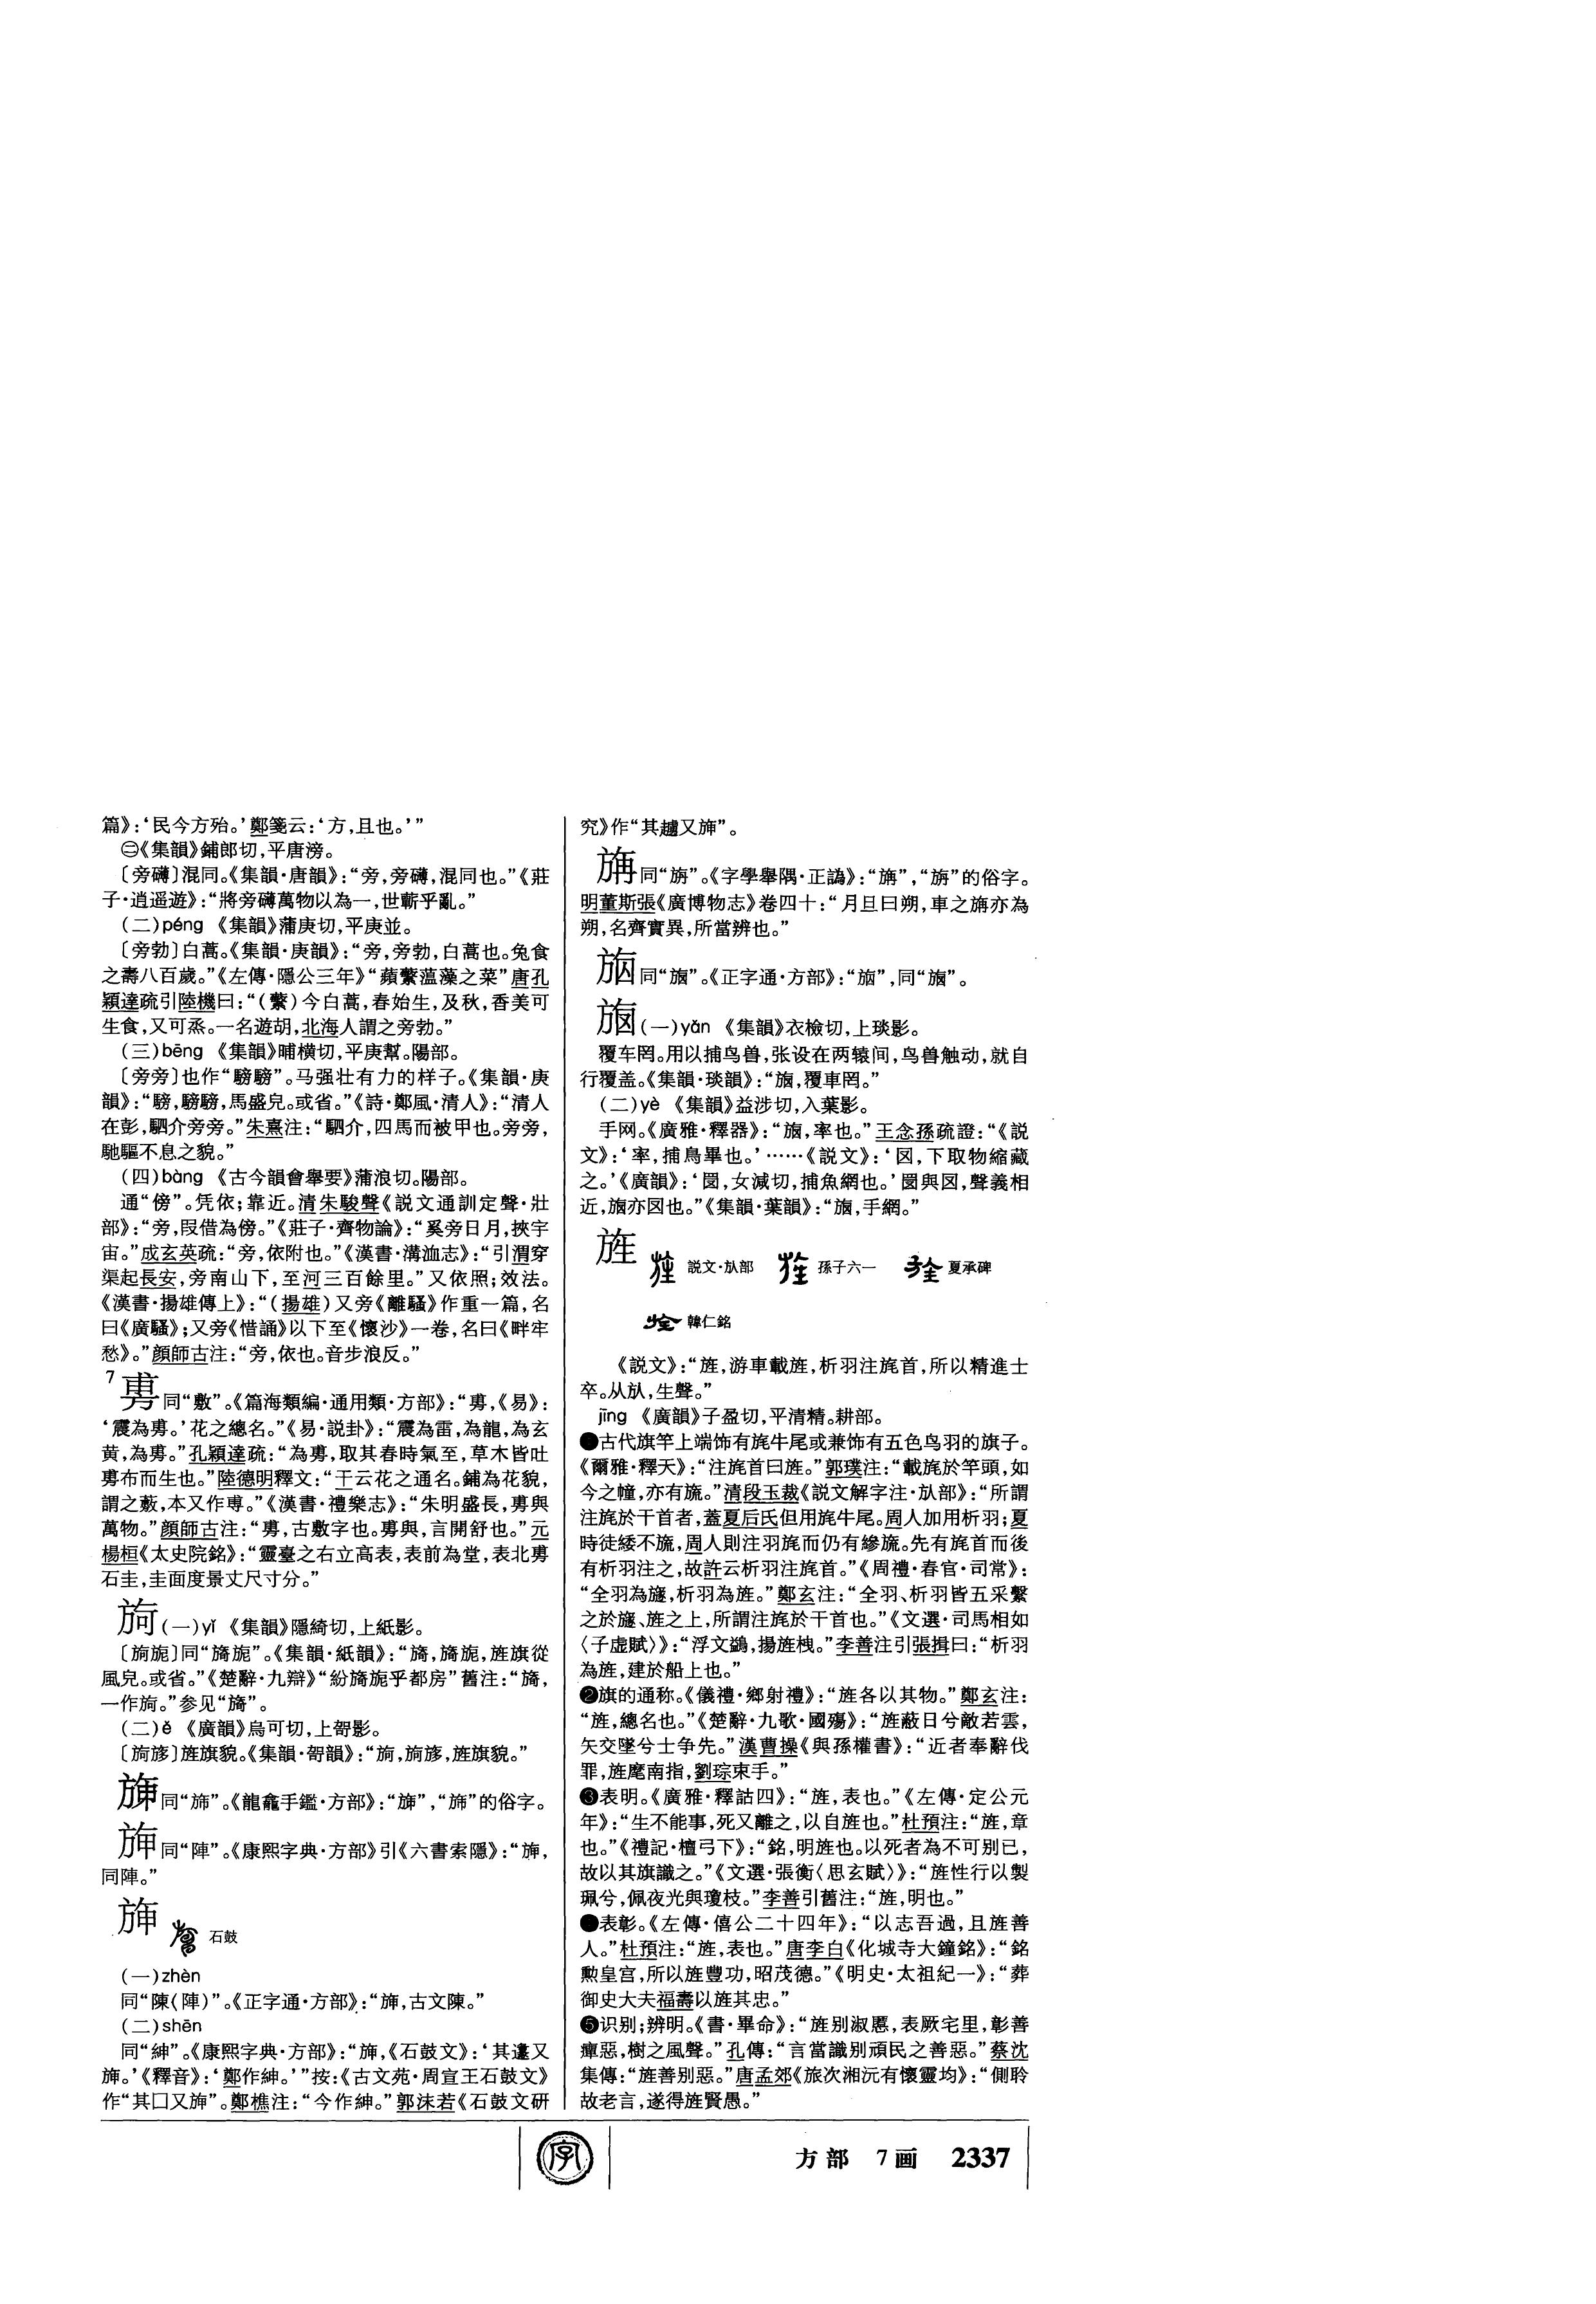 篇》：‘民今方殆。’鄭箋云：‘方，且也。’”
㊂《集韻》鋪郎切，平唐滂。
〔旁礴〕混同。《集韻·唐韻》：“旁，旁礴，混同也。”《莊
子·逍遥遊》：“將旁礴萬物以為一，世蘄乎亂。”
（二）péng 《集韻》蒲庚切，平庚並。
〔旁勃〕白蒿。《集韻·庚韻》：“旁，旁勃，白蒿也。兔食
之壽八百歲。”《左傳·隱公三年》“蘋蘩薀藻之菜”唐孔
穎達疏引陸機曰：“（蘩）今白蒿，春始生，及秋，香美可
生食，又可蒸。一名遊胡，北海人謂之旁勃。”
（三）bēng 《集韻》晡横切，平庚幫。陽部。
〔旁旁〕也作“騯騯”。马强壮有力的样子。《集韻·庚
韻》：“騯，騯騯，馬盛皃。或省。”《詩·鄭風·清人》：“清人
在彭，駟介旁旁。”朱熹注：“駟介，四馬而被甲也。旁旁，
馳驅不息之貌。”
（四）bàng 《古今韻會舉要》蒲浪切。陽部。
通“傍”。凭依；靠近。清朱駿聲《説文通訓定聲·壯
部》：“旁，叚借為傍。”《莊子·齊物論》：“奚旁日月，挾宇
宙。”成玄英疏：“旁，依附也。”《漢書·溝洫志》：“引渭穿
渠起長安，旁南山下，至河三百餘里。”又依照；效法。
《漢書·揚雄傳上》：“（揚雄）又旁《離騷》作重一篇，名
曰《廣騷》；又旁《惜誦》以下至《懷沙》一卷，名曰《畔牢
愁》。”顔師古注：“旁，依也。音步浪反。”
7 旉同“敷”。《篇海類編·通用類·方部》：“旉，《易》：
‘震為旉。’花之總名。”《易·説卦》：“震為雷，為龍，為玄
黄，為旉。”孔穎達疏：“為旉，取其春時氣至，草木皆吐
旉布而生也。”陸德明釋文：“干云花之通名。鋪為花貌，
謂之藪，本又作尃。”《漢書·禮樂志》：“朱明盛長，旉與
萬物。”顔師古注：“旉，古敷字也。旉與，言開舒也。”元
楊桓《太史院銘》：“靈臺之右立高表，表前為堂，表北旉
石圭，圭面度景丈尺寸分。”
㫊（一）yǐ 《集韻》隱綺切，上紙影。
〔㫊旎〕同“旖旎”。《集韻·紙韻》：“旖，旖旎，旌旗從
風皃。或省。”《楚辭·九辯》“紛旖旎乎都房”舊注：“旖，
一作㫊。”参见“旖”。
（二）ě 《廣韻》烏可切，上哿影。
〔㫊㫋〕旌旗貌。《集韻·哿韻》：“㫊，㫊㫋，旌旗貌。”
同“斾”。《龍龕手鑑·方部》：“”，“斾”的俗字。
同“陣”。《康熙字典·方部》引《六書索隱》：“，
同陣。”
石鼓
（一）zhèn
同“陳（陣）”。《正字通·方部》：“，古文陳。”
（二）shēn
同“紳”。《康熙字典·方部》：“，《石鼓文》：‘其又
。’《釋音》：‘鄭作紳。’”按：《古文苑·周宣王石鼓文》
作“其囗又”。鄭樵注：“今作紳。”郭沫若《石鼓文研
究》作“其趍又”。
同“旃”。《字學舉隅·正譌》：“”，“旃”的俗字。
明董斯張《廣博物志》卷四十：“月旦曰朔，車之亦為
朔，名齊實異，所當辨也。”
同“”。《正字通·方部》：“”，同“”。
（一）yǎn 《集韻》衣檢切，上琰影。
覆车罔。用以捕鸟兽，张设在两辕间，鸟兽触动，就自
行覆盖。《集韻·琰韻》：“，覆車罔。”
（二）yè 《集韻》益涉切，入葉影。
手网。《廣雅·釋器》：“，率也。”王念孫疏證：“《説
文》：‘率，捕鳥畢也。’……《説文》：‘囡，下取物縮藏
之。’《廣韻》：‘，女減切，捕魚網也。’與囡，聲義相
近，亦囡也。”《集韻·葉韻》：“，手網。”
旌 説文·㫃部 孫子六一 夏承碑
韓仁銘
《説文》：“旌，游車載旌，析羽注旄首，所以精進士
卒。从㫃，生聲。”
jīng 《廣韻》子盈切，平清精。耕部。
❶古代旗竿上端饰有旄牛尾或兼饰有五色鸟羽的旗子。
《爾雅·釋天》：“注旄首曰旌。”郭璞注：“載旄於竿頭，如
今之幢，亦有旒。”清段玉裁《説文解字注·㫃部》：“所謂
注旄於干首者，蓋夏后氏但用旄牛尾。周人加用析羽；夏
時徒緌不旒，周人則注羽旄而仍有縿旒。先有旄首而後
有析羽注之，故許云析羽注旄首。”《周禮·春官·司常》：
“全羽為旞，析羽為旌。”鄭玄注：“全羽、析羽皆五采繫
之於旞、旌之上，所謂注旄於干首也。”《文選·司馬相如
〈子虚賦〉》：“浮文鷁，揚旌栧。”李善注引張揖曰：“析羽
為旌，建於船上也。”
❷旗的通称。《儀禮·鄉射禮》：“旌各以其物。”鄭玄注：
“旌，總名也。”《楚辭·九歌·國殤》：“旌蔽日兮敵若雲，
矢交墜兮士争先。”漢曹操《與孫權書》：“近者奉辭伐
罪，旌麾南指，劉琮束手。”
❸表明。《廣雅·釋詁四》：“旌，表也。”《左傳·定公元
年》：“生不能事，死又離之，以自旌也。”杜預注：“旌，章
也。”《禮記·檀弓下》：“銘，明旌也。以死者為不可别已，
故以其旗識之。”《文選·張衡〈思玄賦〉》：“旌性行以製
珮兮，佩夜光與瓊枝。”李善引舊注：“旌，明也。”
❹表彰。《左傳·僖公二十四年》：“以志吾過，且旌善
人。”杜預注：“旌，表也。”唐李白《化城寺大鐘銘》：“銘
勲皇宫，所以旌豐功，昭茂德。”《明史·太祖紀一》：“葬
御史大夫福壽以旌其忠。”
❺识别；辨明。《書·畢命》：“旌别淑慝，表厥宅里，彰善
癉惡，樹之風聲。”孔傳：“言當識别頑民之善惡。”蔡沈
集傳：“旌善别惡。”唐孟郊《旅次湘沅有懷靈均》：“側聆
故老言，遂得旌賢愚。”
字
方部 7画 2337